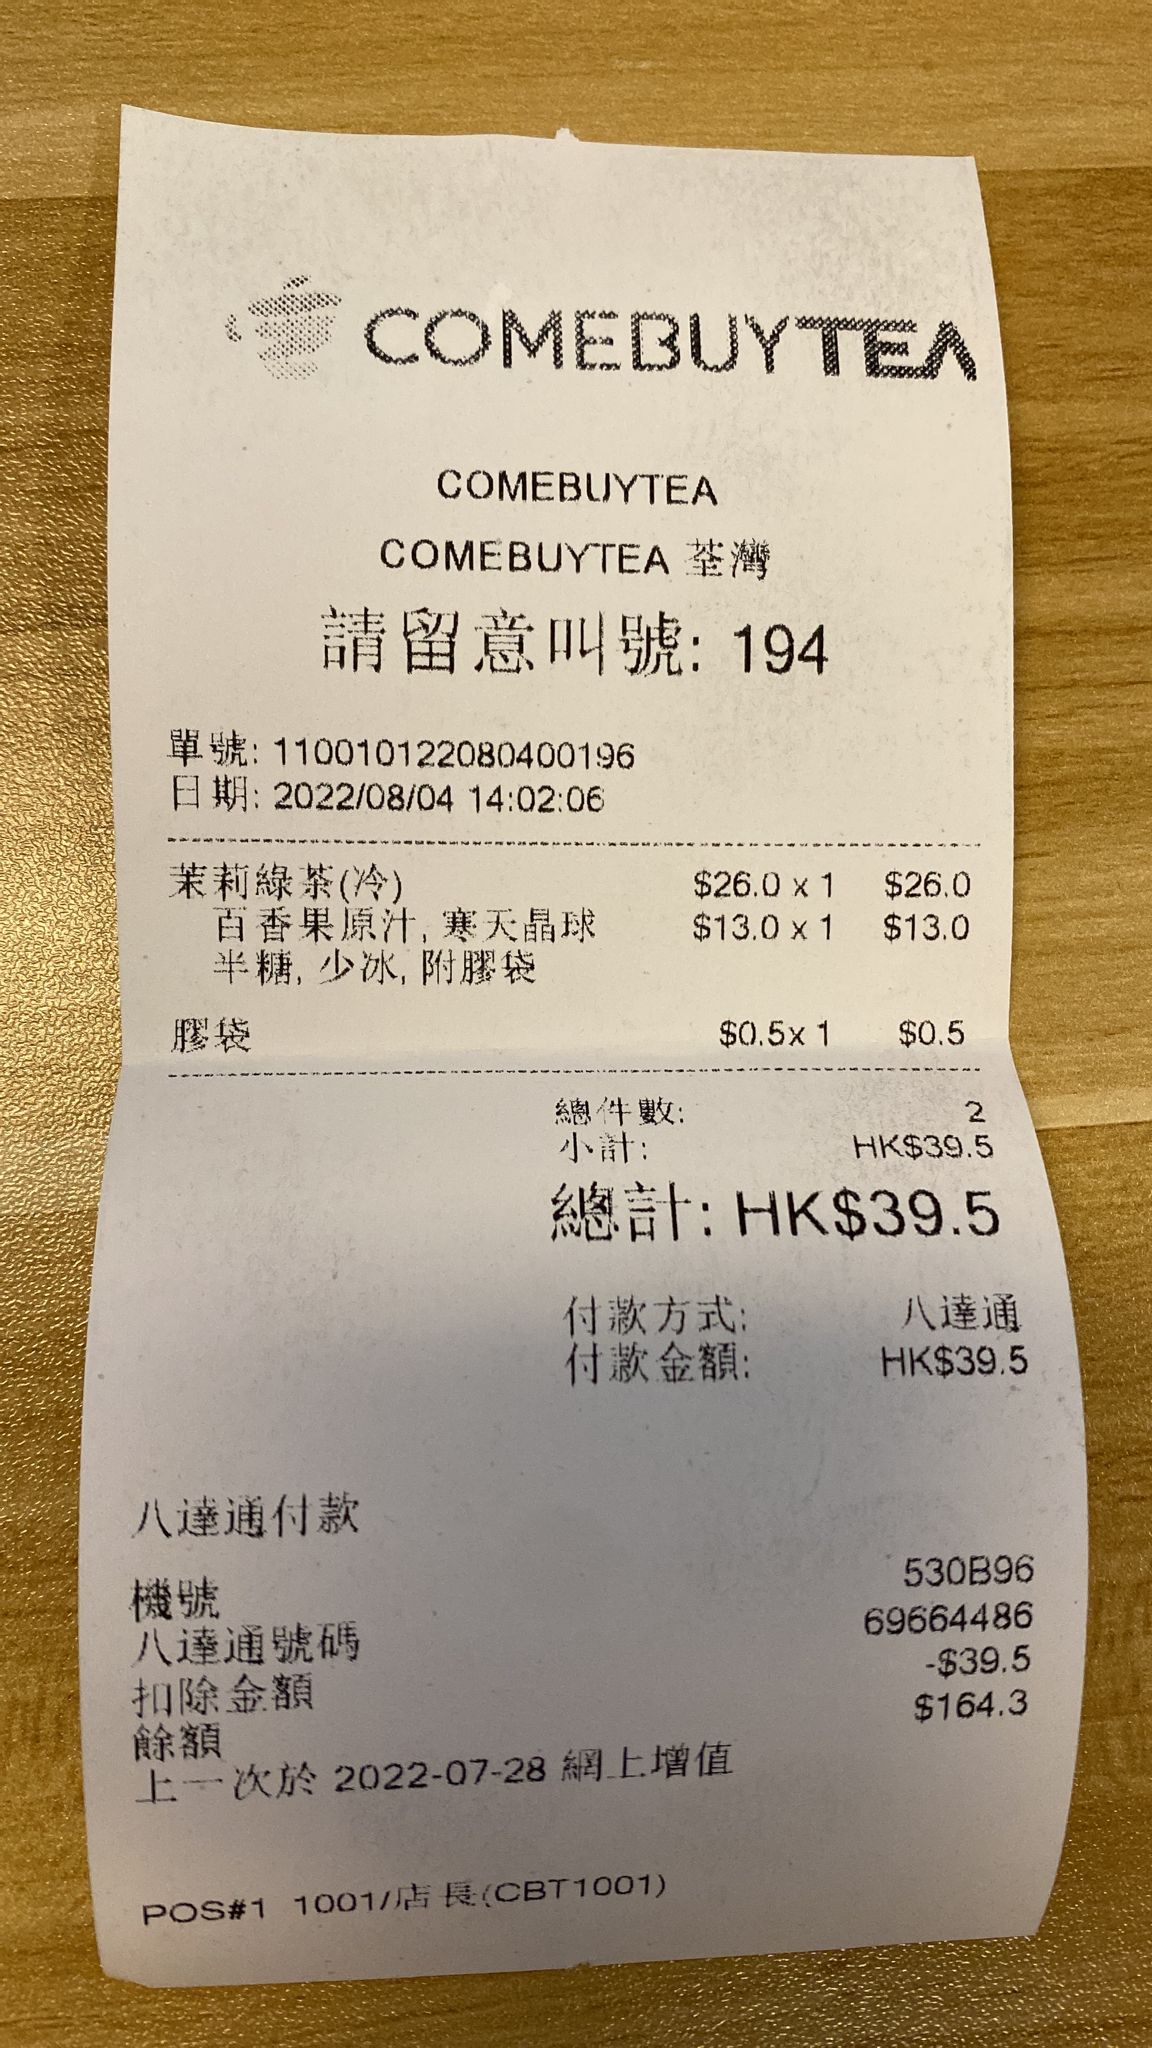 COMEBUYTEA
COMEBUYTEA
COMEBUYTEA 荃灣
請留意叫號: 194
單號: 110010122080400196
日期: 2022/08/04 14:02:06
茉莉綠茶(冷) $26.0 x 1 $26.0
百香果原汁, 寒天晶球 $13.0 x 1 $13.0
半糖, 少冰, 附膠袋
膠袋 $0.5x 1 $0.5
總件數: 2
小計: HK$39.5
總計: HK$39.5
付款方式: 八達通
付款金額: HK$39.5
八達通付款
機號 530B96
八達通號碼 69664486
扣除金額 -$39.5
餘額 $164.3
上一次於 2022-07-28 網上增值
POS#1 1001/店長(CBT1001)